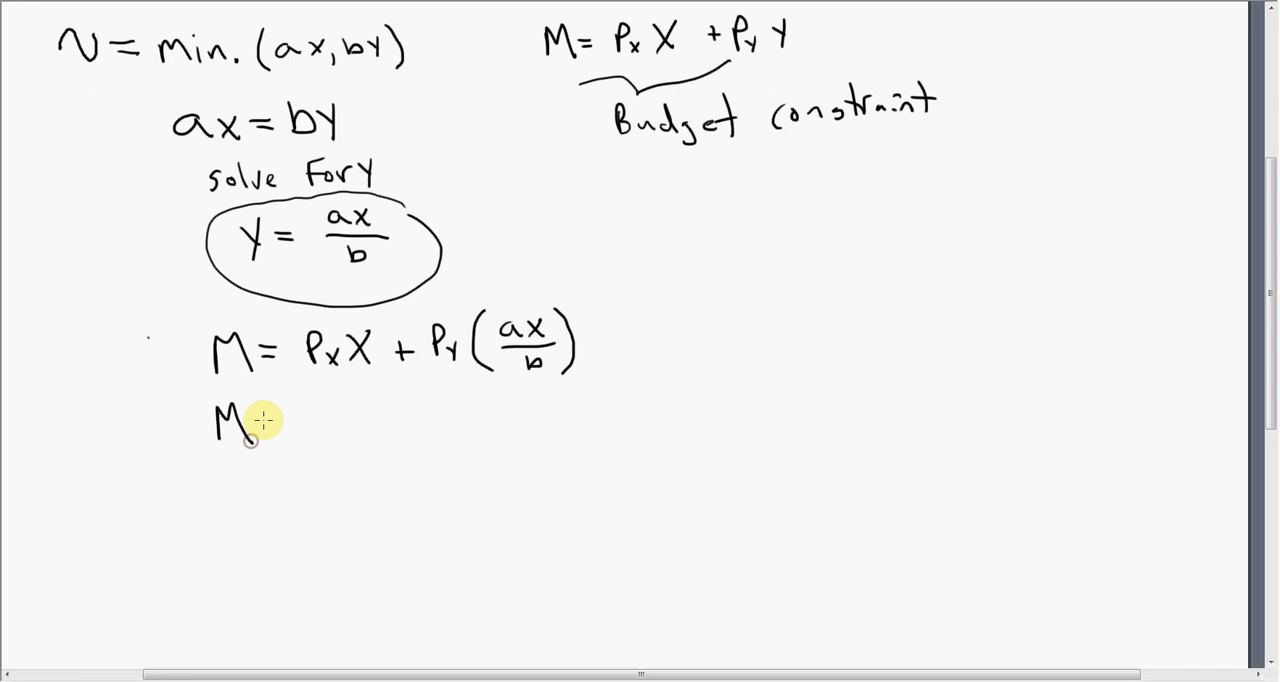 U = min. (ax, bY)
M = Px X + PY Y
Budget constraint
ax = bY
solve For Y
Y = ax/b
M = Px X + PY (ax/b)
M